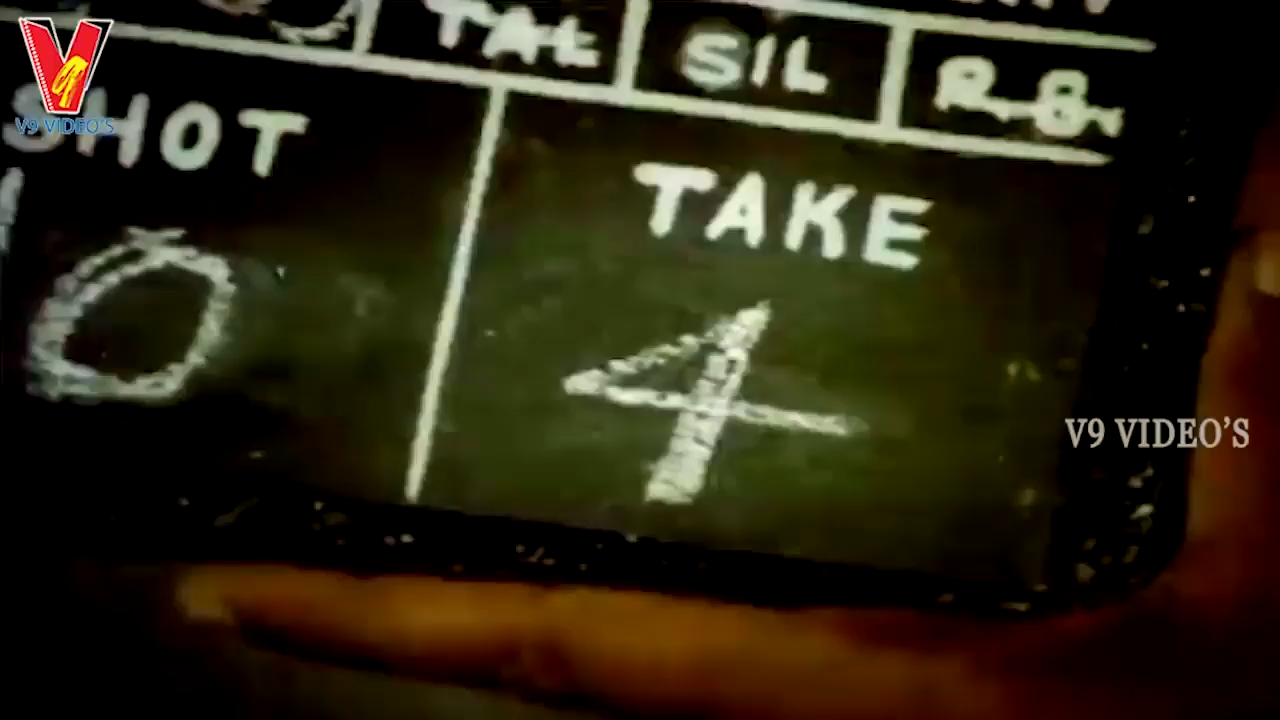 TAL SIL R.S.
SHOT TAKE
0 4
V9 VIDEO'S
V9 VIDEO'S